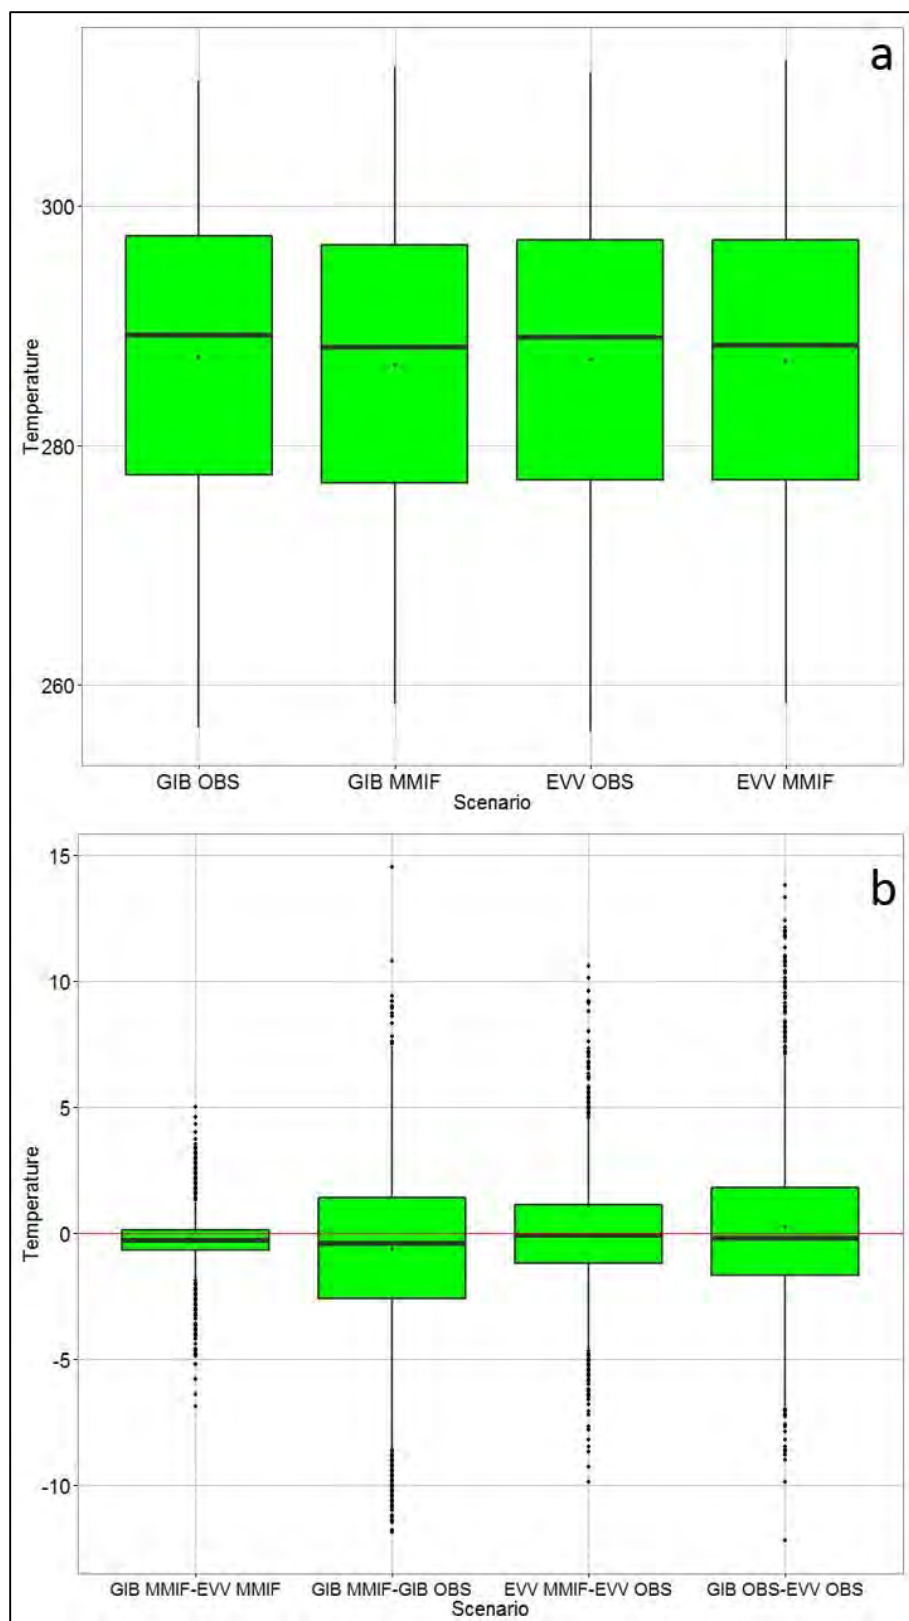 a
Temperature
300
280
260
GIB OBS
GIB MMIF
EVV OBS
EVV MMIF
Scenario
b
Temperature
15
10
5
0
-5
-10
GIB MMIF-EVV MMIF
GIB MMIF-GIB OBS
EVV MMIF-EVV OBS
GIB OBS-EVV OBS
Scenario